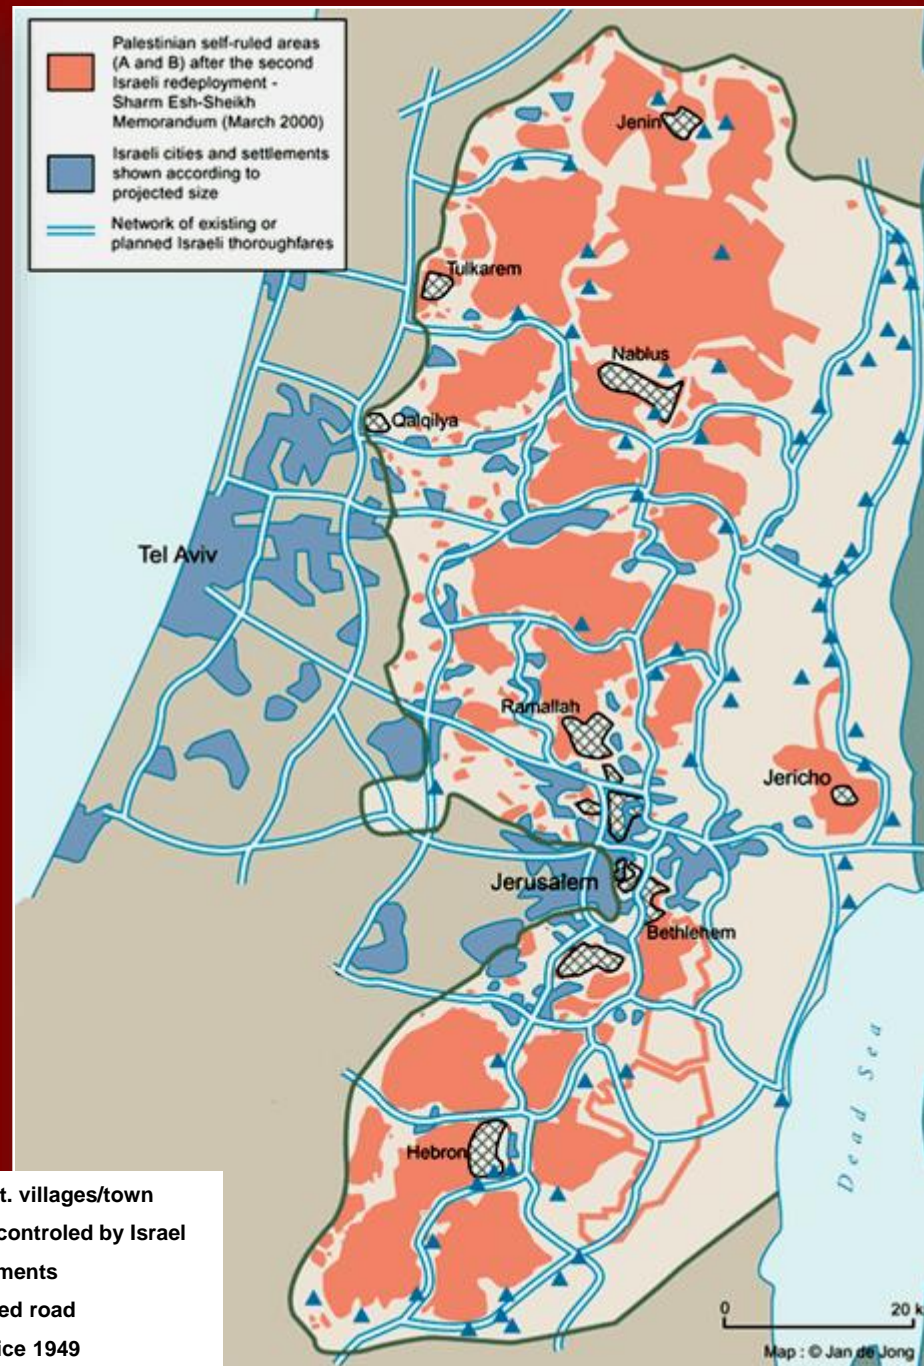 Palestinian self-ruled areas
(A and B) after the second
Israeli redeployment -
Sharm Esh-Sheikh
Memorandum (March 2000)
Israeli cities and settlements
shown according to
projected size
Network of existing or
planned Israeli thoroughfares
Jenin
Tulkarem
Nablus
Qalqilya
Tel Aviv
Ramallah
Jericho
Jerusalem
Bethlehem
Hebron
Dead Sea
t. villages/town
controled by Israel
ments
ed road
ice 1949
0 20 k
Map : © Jan de Jong